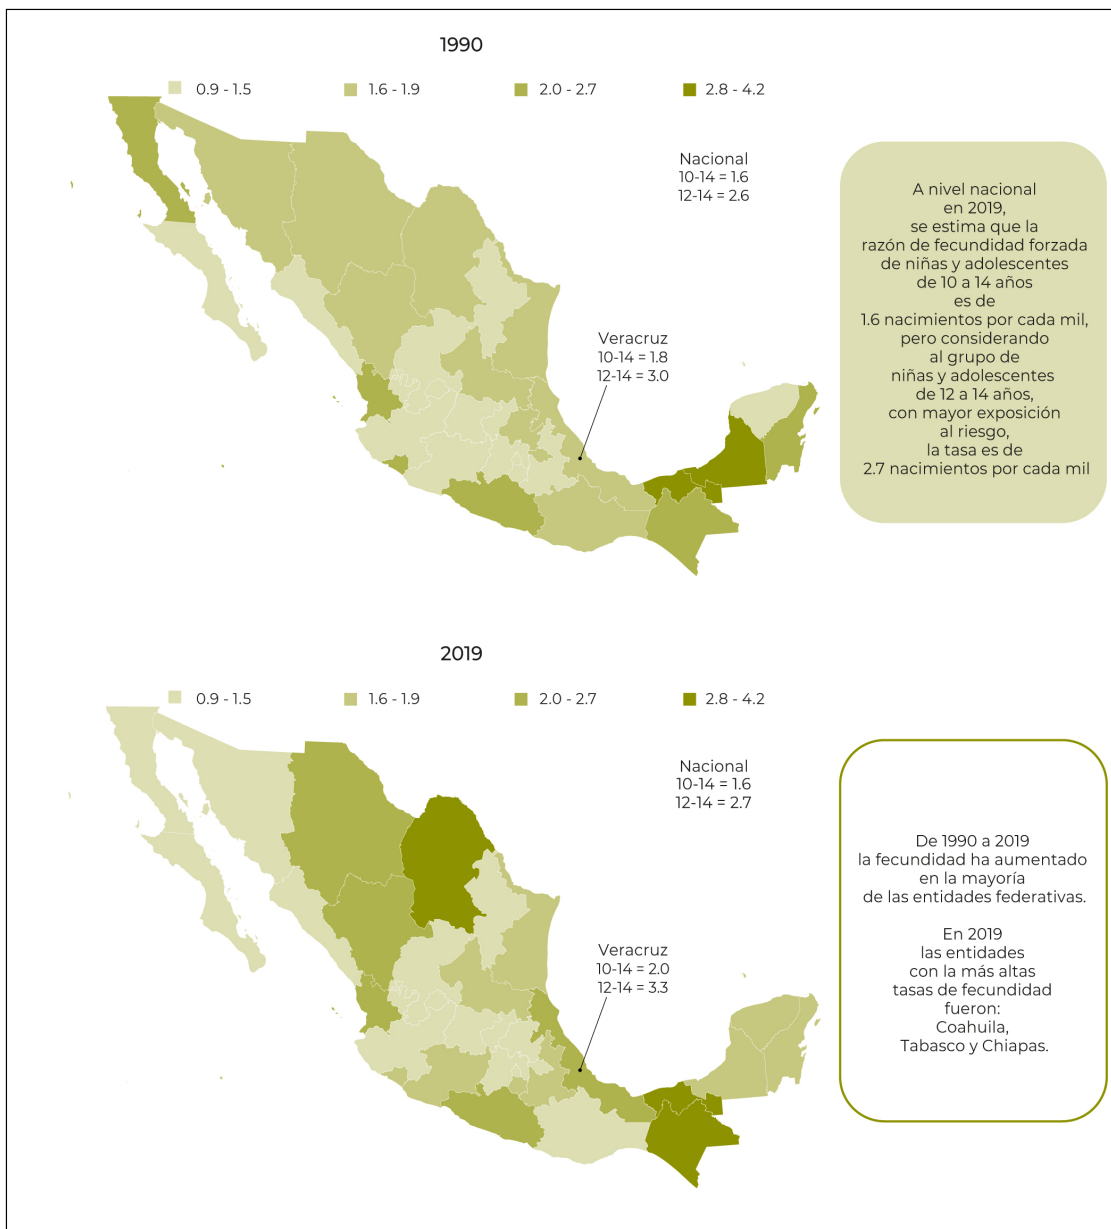 1990
0.9 - 1.5
1.6 - 1.9
2.0 - 2.7
2.8 - 4.2
Nacional
10-14 = 1.6
12-14 = 2.6
Veracruz
10-14 = 1.8
12-14 = 3.0
A nivel nacional
en 2019,
se estima que la
razón de fecundidad forzada
de niñas y adolescentes
de 10 a 14 años
es de
1.6 nacimientos por cada mil,
pero considerando
al grupo de
niñas y adolescentes
de 12 a 14 años,
con mayor exposición
al riesgo,
la tasa es de
2.7 nacimientos por cada mil
2019
0.9 - 1.5
1.6 - 1.9
2.0 - 2.7
2.8 - 4.2
Nacional
10-14 = 1.6
12-14 = 2.7
Veracruz
10-14 = 2.0
12-14 = 3.3
De 1990 a 2019
la fecundidad ha aumentado
en la mayoría
de las entidades federativas.
En 2019
las entidades
con la más altas
tasas de fecundidad
fueron:
Coahuila,
Tabasco y Chiapas.